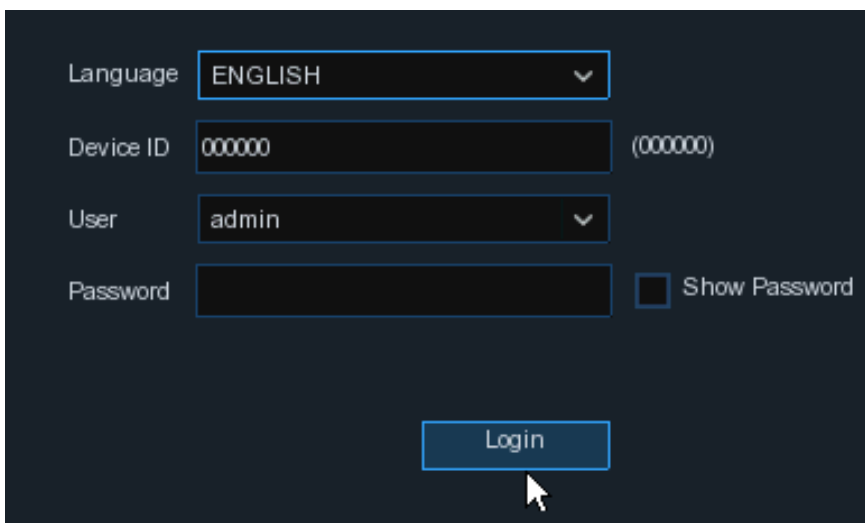 Language ENGLISH
Device ID 000000 (000000)
User admin
Password Show Password
Login